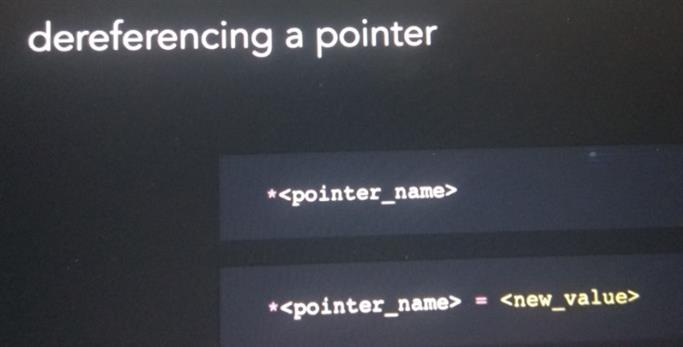 dereferencing a pointer
*<pointer_name>
*<pointer_name> = <new_value>